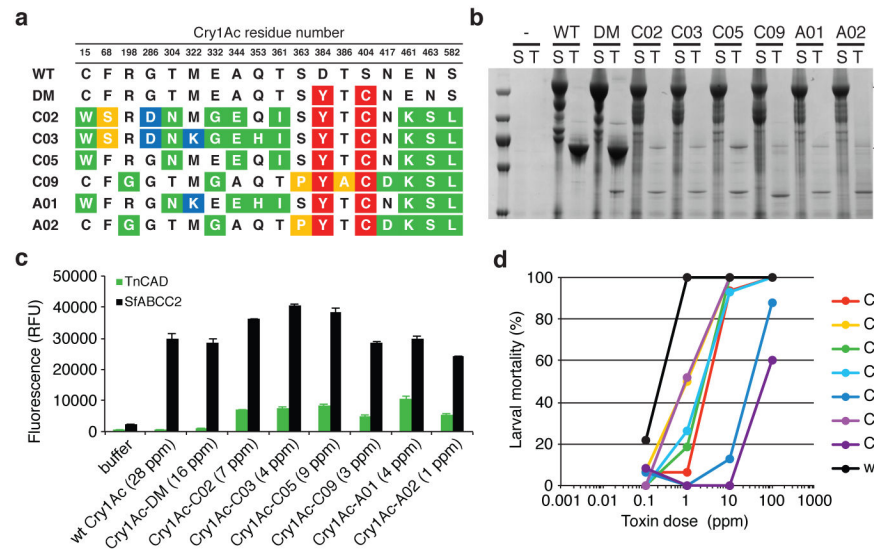 a
Cry1Ac residue number
15 68 198 286 304 322 332 344 353 361 363 384 386 404 417 461 463 582
WT C F R G T M E A Q T S D T S N E N S
DM C F R G T M E A Q T S Y T C N E N S
C02 W S R D N M G E Q I S Y T C N K S L
C03 W S R D N K G E H I S Y T C N K S L
C05 W F R G N M E E Q I S Y T C N K S L
C09 C F G G T M G A Q T P Y A C D K S L
A01 W F R G N K E E H I S Y T C N K S L
A02 C F G G T M G A Q T P Y T C D K S L
b
- WT DM C02 C03 C05 C09 A01 A02
S T S T S T S T S T S T S T S T S T
c
TnCAD
SfABCC2
Fluorescence (RFU)
50000
40000
30000
20000
10000
0
buffer
wt Cry1Ac (28 ppm)
Cry1Ac-DM (16 ppm)
Cry1Ac-C02 (7 ppm)
Cry1Ac-C03 (4 ppm)
Cry1Ac-C05 (9 ppm)
Cry1Ac-C09 (3 ppm)
Cry1Ac-A01 (4 ppm)
Cry1Ac-A02 (1 ppm)
d
Larval mortality (%)
100
80
60
40
20
0
0.001 0.01 0.1 1 10 100 1000
Toxin dose (ppm)
C
C
C
C
C
C
C
w